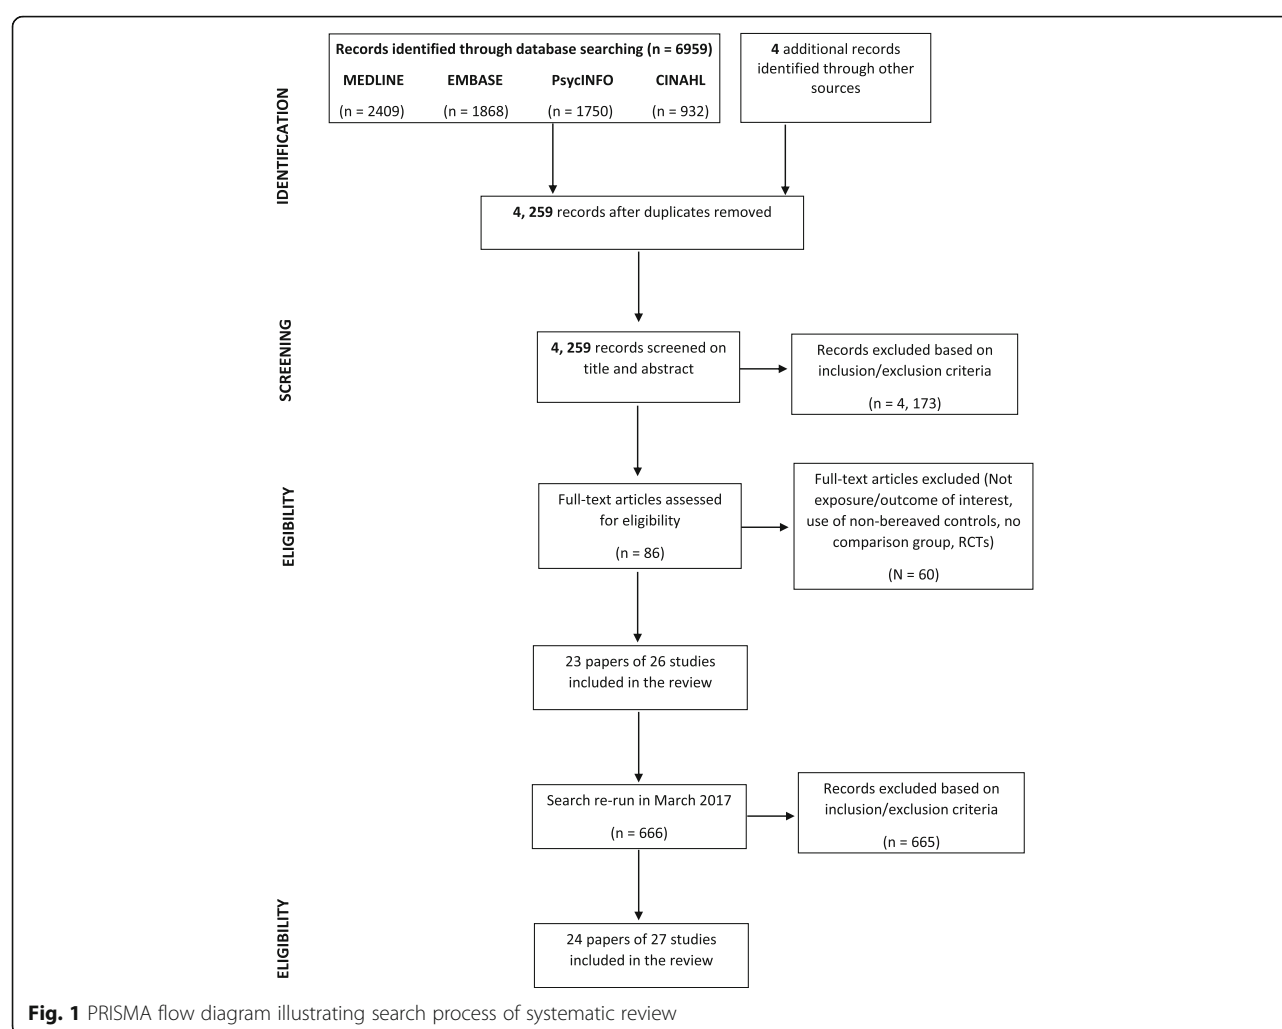 Records identified through database searching (n = 6959)
MEDLINE EMBASE PsycINFO CINAHL
(n = 2409) (n = 1868) (n = 1750) (n = 932)
4 additional records
identified through other
sources
IDENTIFICATION
4, 259 records after duplicates removed
SCREENING
4, 259 records screened on
title and abstract
Records excluded based on
inclusion/exclusion criteria
(n = 4, 173)
ELIGIBILITY
Full-text articles assessed
for eligibility
(n = 86)
Full-text articles excluded (Not
exposure/outcome of interest,
use of non-bereaved controls, no
comparison group, RCTs)
(N = 60)
23 papers of 26 studies
included in the review
Search re-run in March 2017
(n = 666)
Records excluded based on
inclusion/exclusion criteria
(n = 665)
ELIGIBILITY
24 papers of 27 studies
included in the review
Fig. 1 PRISMA flow diagram illustrating search process of systematic review